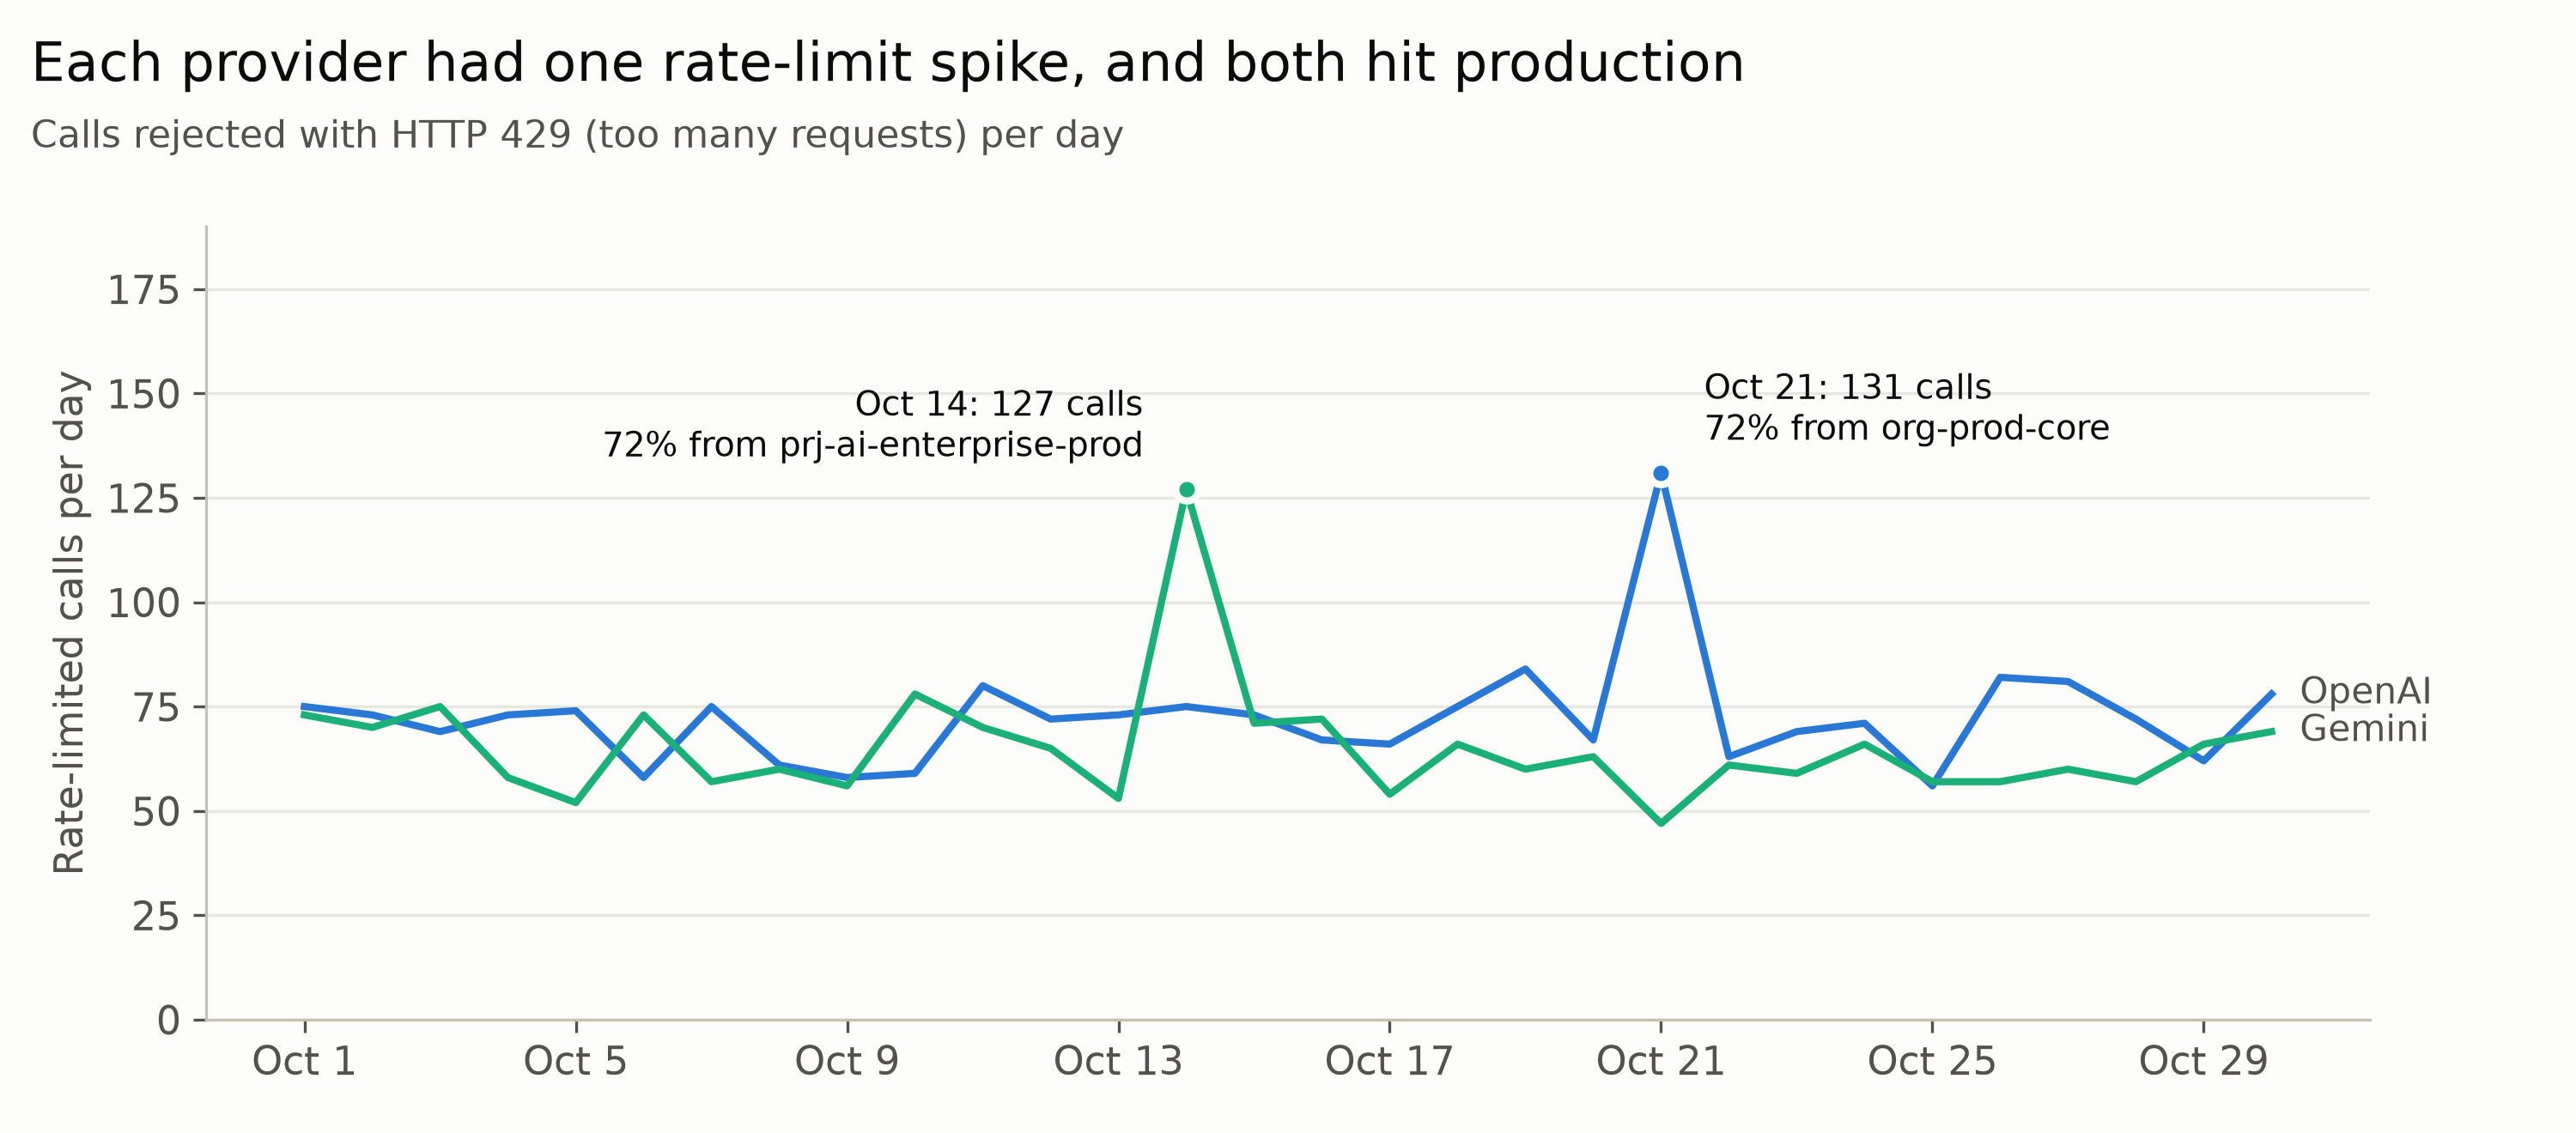 Each provider had one rate-limit spike, and both hit production
Calls rejected with HTTP 429 (too many requests) per day
Rate-limited calls per day
175
150
125
100
75
50
25
0
Oct 14: 127 calls
72% from prj-ai-enterprise-prod
Oct 21: 131 calls
72% from org-prod-core
OpenAI
Gemini
Oct 1
Oct 5
Oct 9
Oct 13
Oct 17
Oct 21
Oct 25
Oct 29